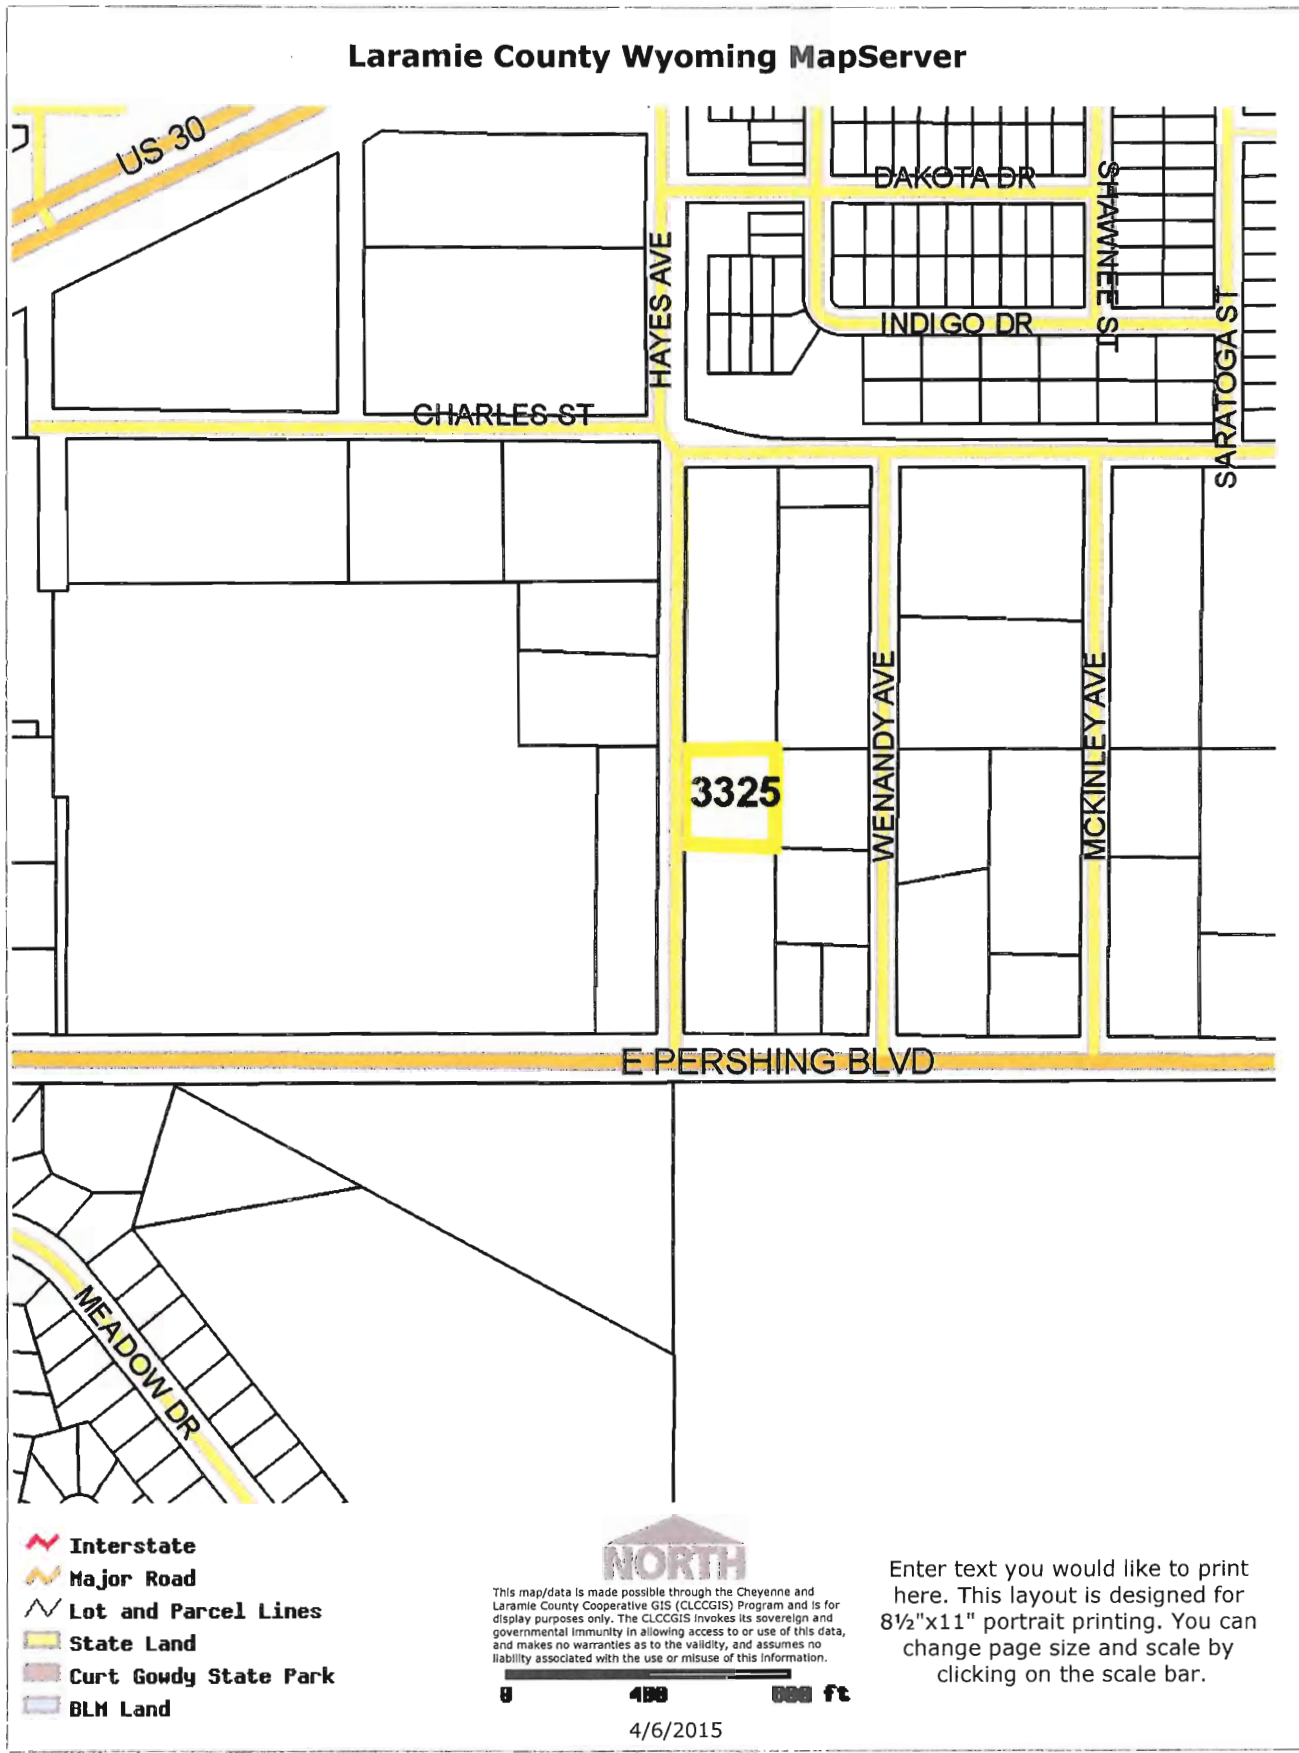 Laramie County Wyoming MapServer
US 30
DAKOTA DR
SHAWNEE ST
HAYES AVE
INDIGO DR
SARATOGA ST
CHARLES ST
3325
WENANDY AVE
MCKINLEY AVE
E PERSHING BLVD
MEADOW DR
Interstate
Major Road
Lot and Parcel Lines
State Land
Curt Gowdy State Park
BLM Land
NORTH
This map/data is made possible through the Cheyenne and
Laramie County Cooperative GIS (CLCCGIS) Program and is for
display purposes only. The CLCCGIS invokes its sovereign and
governmental immunity in allowing access to or use of this data,
and makes no warranties as to the validity, and assumes no
liability associated with the use or misuse of this information.
0 400 800 ft
4/6/2015
Enter text you would like to print
here. This layout is designed for
8½"x11" portrait printing. You can
change page size and scale by
clicking on the scale bar.